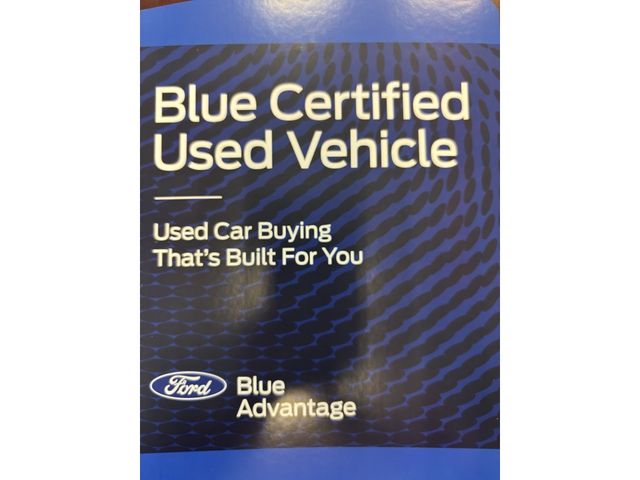 Blue Certified
Used Vehicle
Used Car Buying
That's Built For You
Ford
Blue
Advantage